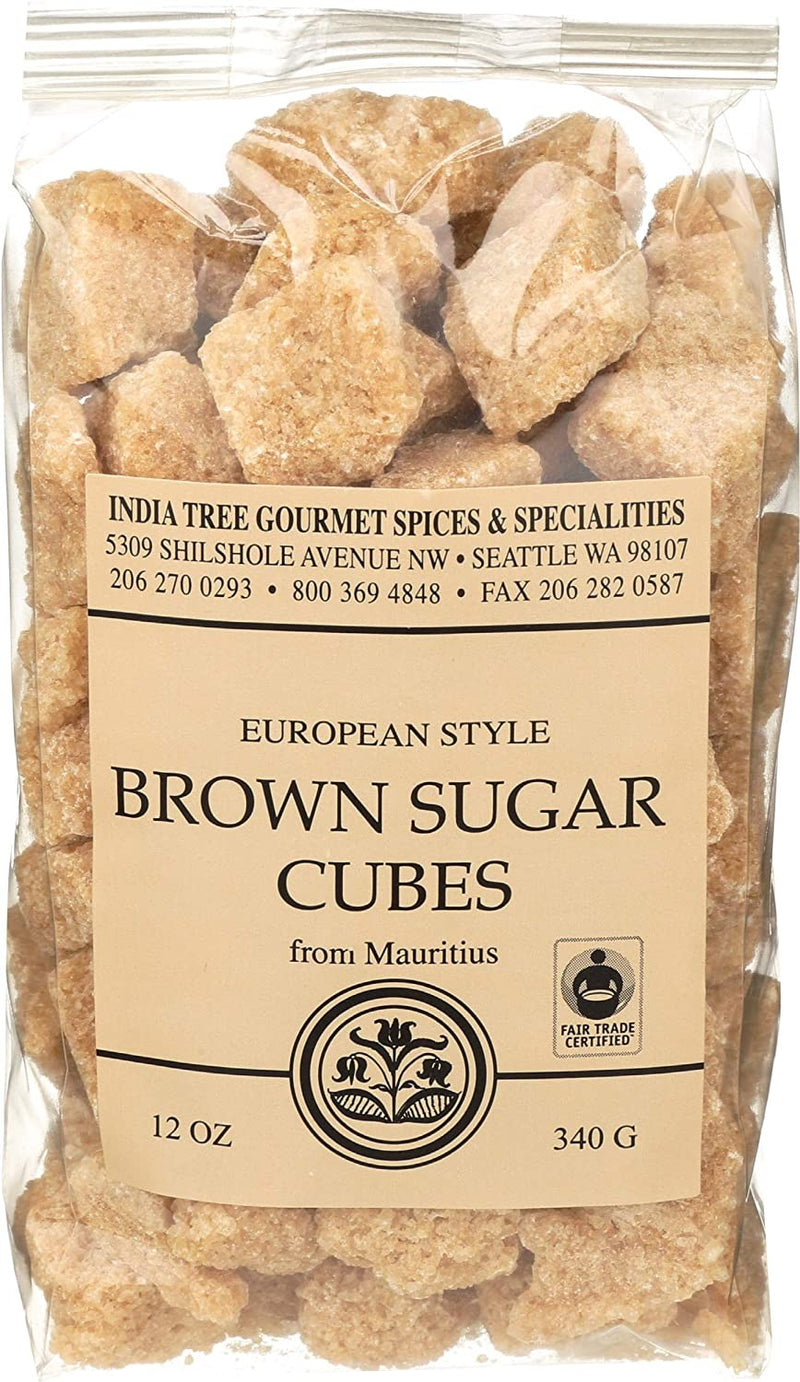 INDIA TREE GOURMET SPICES & SPECIALITIES
5309 SHILSHOLE AVENUE NW • SEATTLE WA 98107
206 270 0293 • 800 369 4848 • FAX 206 282 0587
EUROPEAN STYLE
BROWN SUGAR
CUBES
from Mauritius
FAIR TRADE
CERTIFIED™
12 OZ
340 G